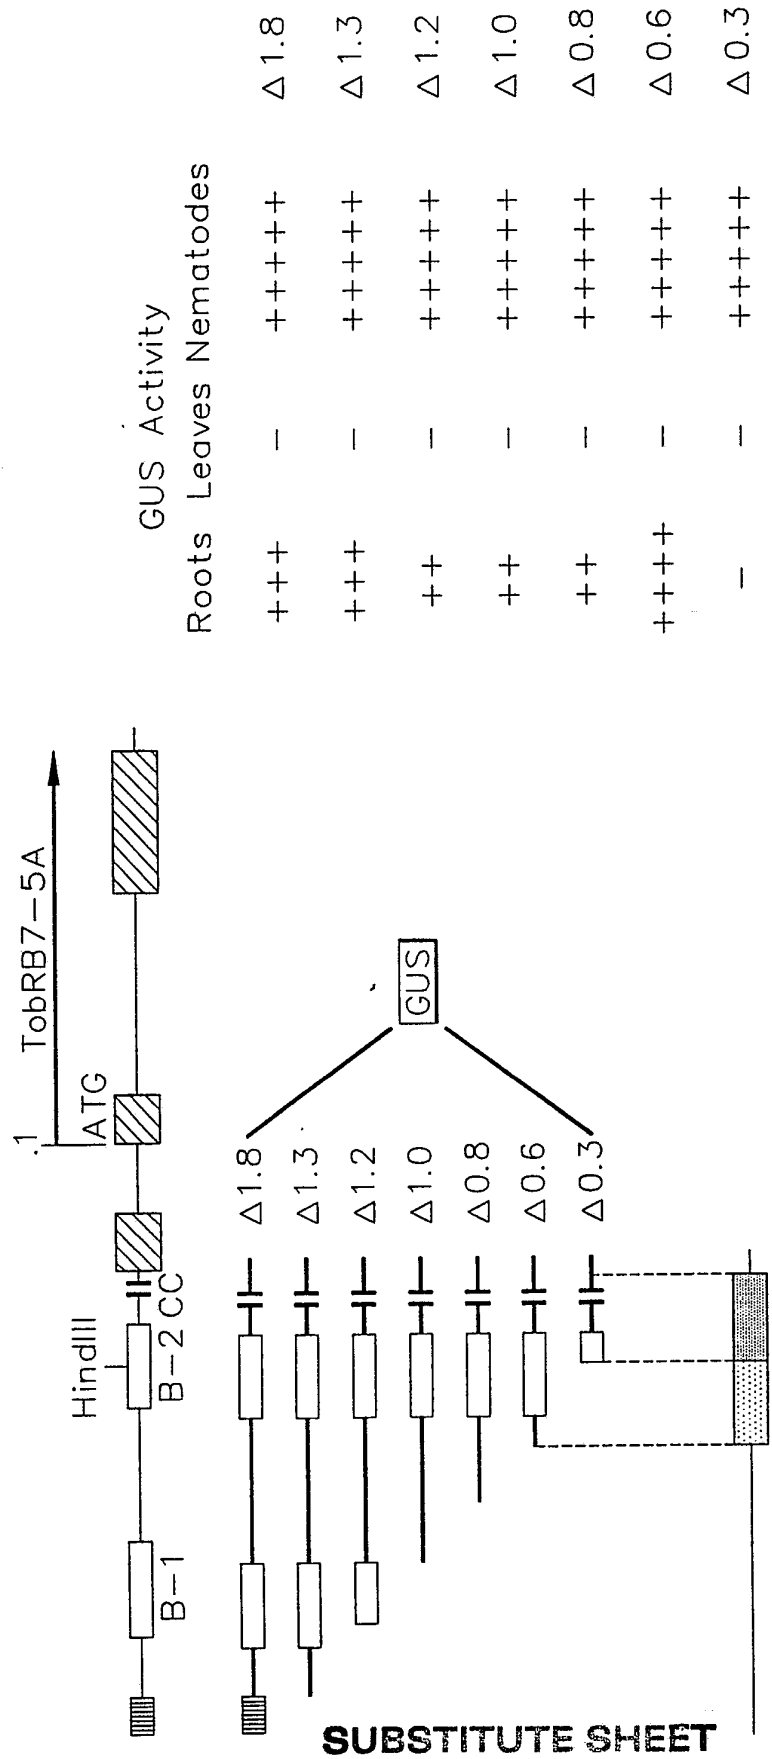 TobRB7-5A
.1
ATG
HindIII
B-1
B-2
CC
GUS
Δ1.8
Δ1.3
Δ1.2
Δ1.0
Δ0.8
Δ0.6
Δ0.3
GUS Activity
Roots Leaves Nematodes
+++ - +++++ Δ1.8
+++ - +++++ Δ1.3
++ - +++++ Δ1.2
++ - +++++ Δ1.0
++ - +++++ Δ0.8
++++ - +++++ Δ0.6
- - +++++ Δ0.3
SUBSTITUTE SHEET